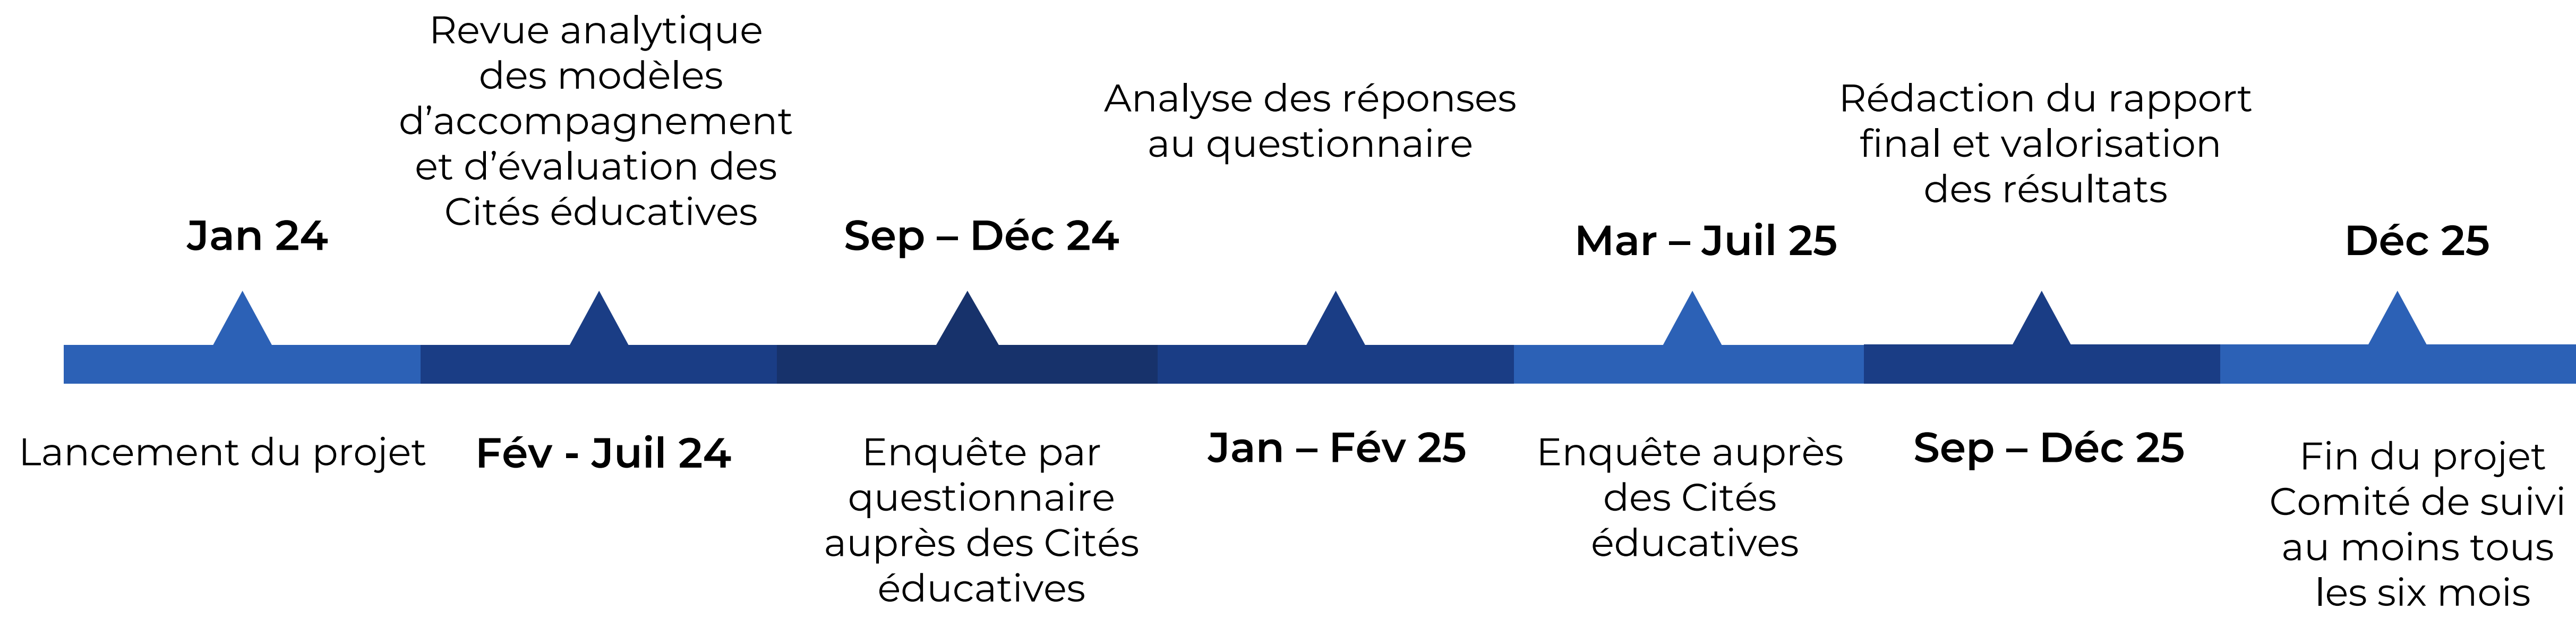 Jan 24
Lancement du projet
Revue analytique
des modèles
d’accompagnement
et d’évaluation des
Cités éducatives
Fév - Juil 24
Sep – Déc 24
Enquête par
questionnaire
auprès des Cités
éducatives
Analyse des réponses
au questionnaire
Jan – Fév 25
Mar – Juil 25
Enquête auprès
des Cités
éducatives
Rédaction du rapport
final et valorisation
des résultats
Sep – Déc 25
Déc 25
Fin du projet
Comité de suivi
au moins tous
les six mois